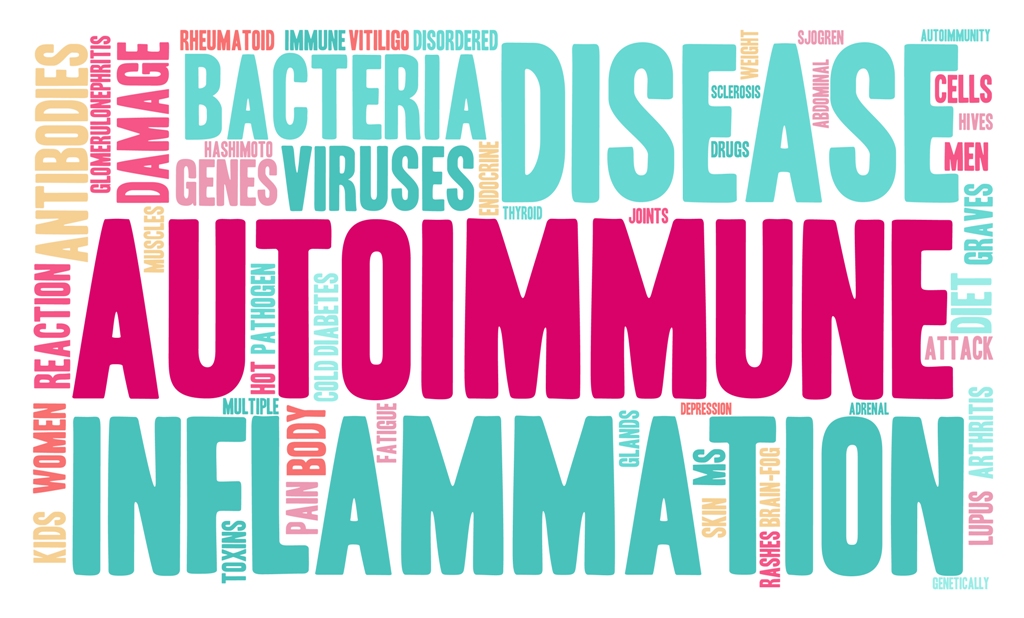 RHEUMATOID
IMMUNE
VITILIGO
DISORDERED
WEIGHT
SJOGREN
AUTOIMMUNITY
ANTIBODIES
GLOMERULONEPHRITIS
DAMAGE
BACTERIA
DISEASE
SCLEROSIS
ABDOMINAL
CELLS
HIVES
HASHIMOTO
GENES
VIRUSES
ENDOCRINE
DRUGS
MEN
MUSCLES
THYROID
JOINTS
GRAVES
AUTOIMMUNE
REACTION
HOT
PATHOGEN
COLD
DIABETES
DIET
ATTACK
WOMEN
MULTIPLE
BODY
FATIGUE
GLANDS
DEPRESSION
ADRENAL
ARTHRITIS
INFLAMMATION
KIDS
TOXINS
PAIN
MS
SKIN
BRAIN-FOG
RASHES
LUPUS
GENETICALLY